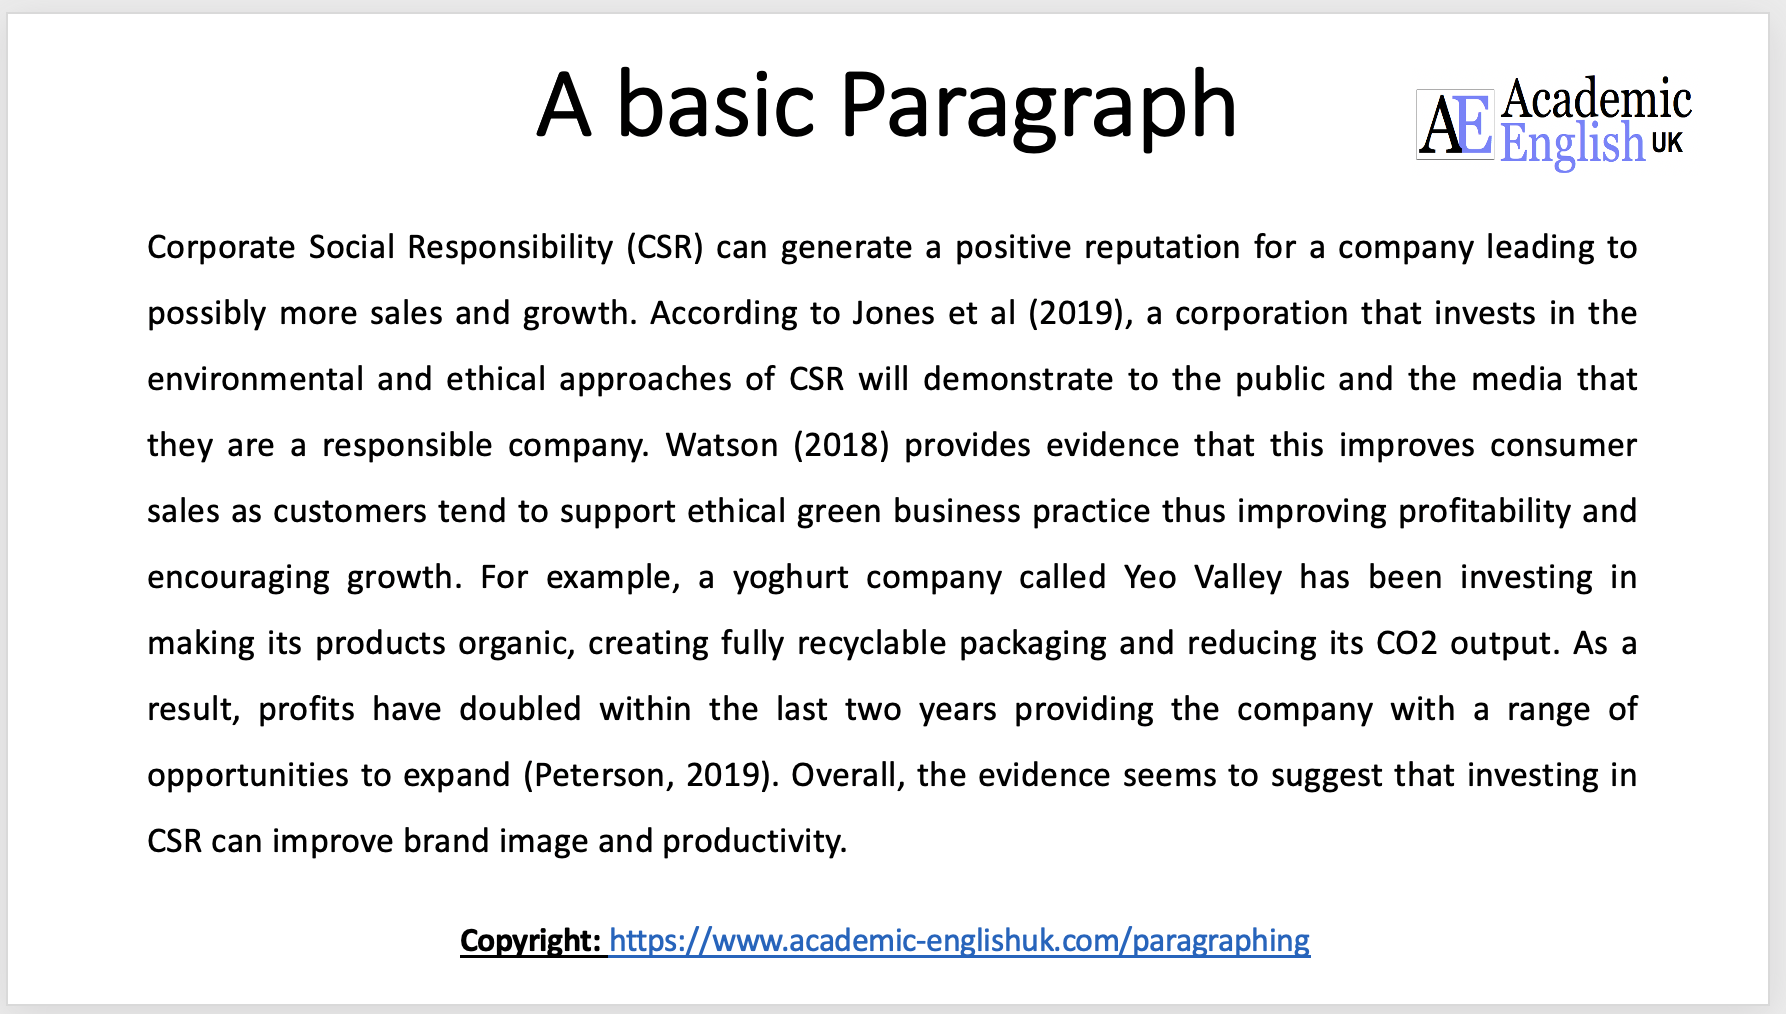 A basic Paragraph
AE Academic
English UK
Corporate Social Responsibility (CSR) can generate a positive reputation for a company leading to
possibly more sales and growth. According to Jones et al (2019), a corporation that invests in the
environmental and ethical approaches of CSR will demonstrate to the public and the media that
they are a responsible company. Watson (2018) provides evidence that this improves consumer
sales as customers tend to support ethical green business practice thus improving profitability and
encouraging growth. For example, a yoghurt company called Yeo Valley has been investing in
making its products organic, creating fully recyclable packaging and reducing its CO2 output. As a
result, profits have doubled within the last two years providing the company with a range of
opportunities to expand (Peterson, 2019). Overall, the evidence seems to suggest that investing in
CSR can improve brand image and productivity.
Copyright: https://www.academic-englishuk.com/paragraphing